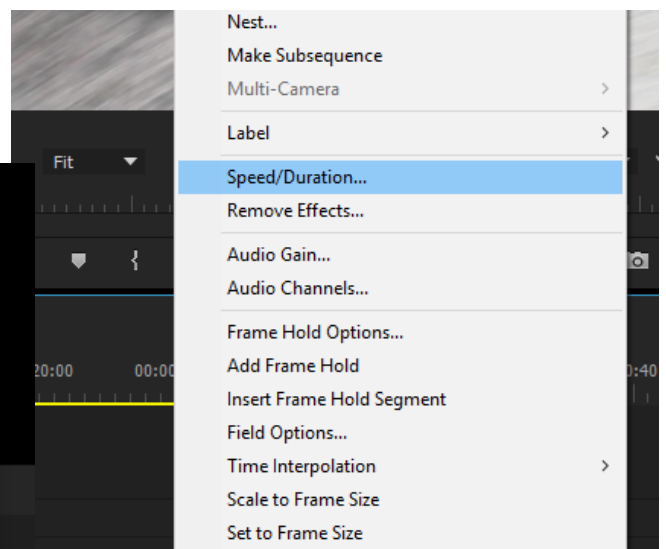 Nest...
Make Subsequence
Multi-Camera
Label
Fit
Speed/Duration...
Remove Effects...
Audio Gain...
Audio Channels...
Frame Hold Options...
20:00 00:00
Add Frame Hold
0:40
Insert Frame Hold Segment
Field Options...
Time Interpolation
Scale to Frame Size
Set to Frame Size